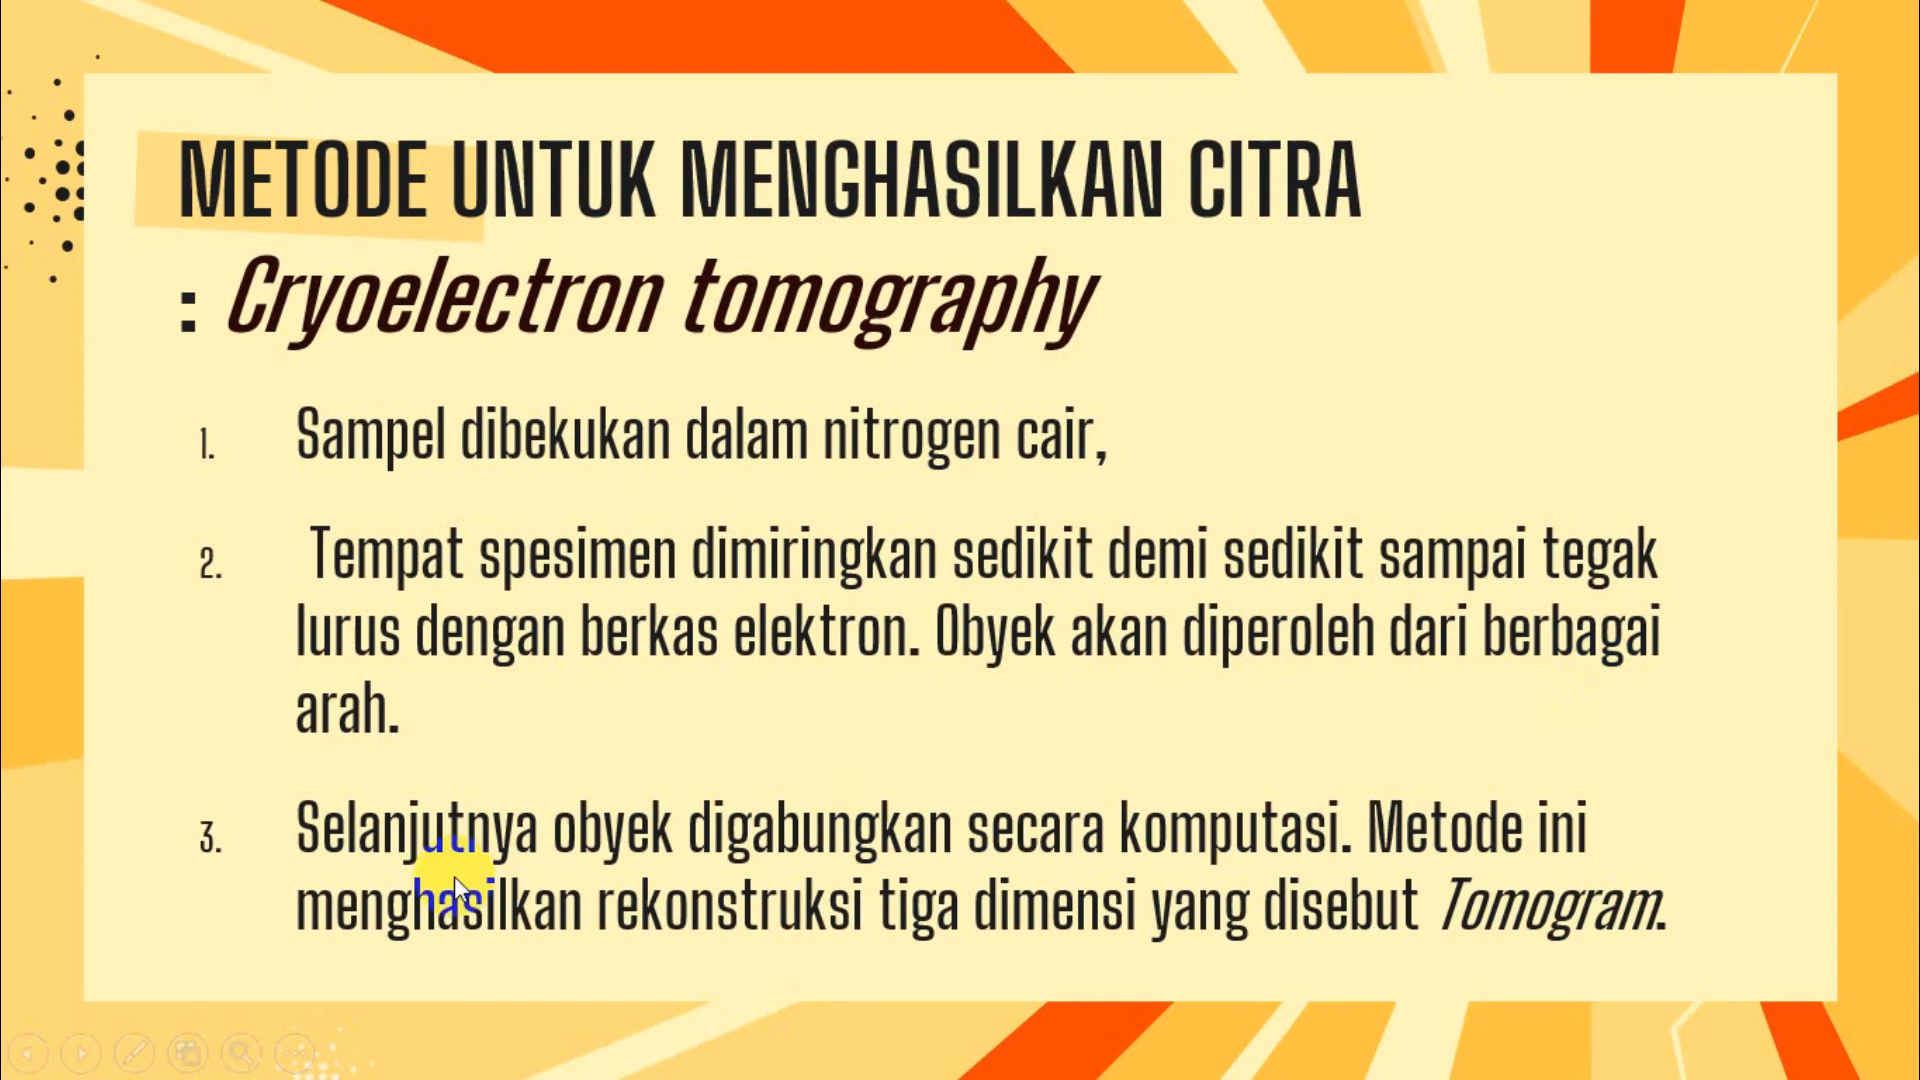 METODE UNTUK MENGHASILKAN CITRA
: Cryoelectron tomography
1. Sampel dibekukan dalam nitrogen cair,
2. Tempat spesimen dimiringkan sedikit demi sedikit sampai tegak
lurus dengan berkas elektron. Obyek akan diperoleh dari berbagai
arah.
3. Selanjutnya obyek digabungkan secara komputasi. Metode ini
menghasilkan rekonstruksi tiga dimensi yang disebut Tomogram.